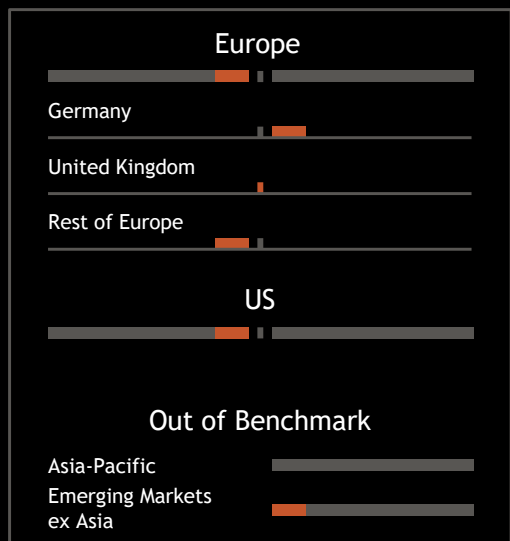 Europe
Germany
United Kingdom
Rest of Europe
US
Out of Benchmark
Asia-Pacific
Emerging Markets
ex Asia